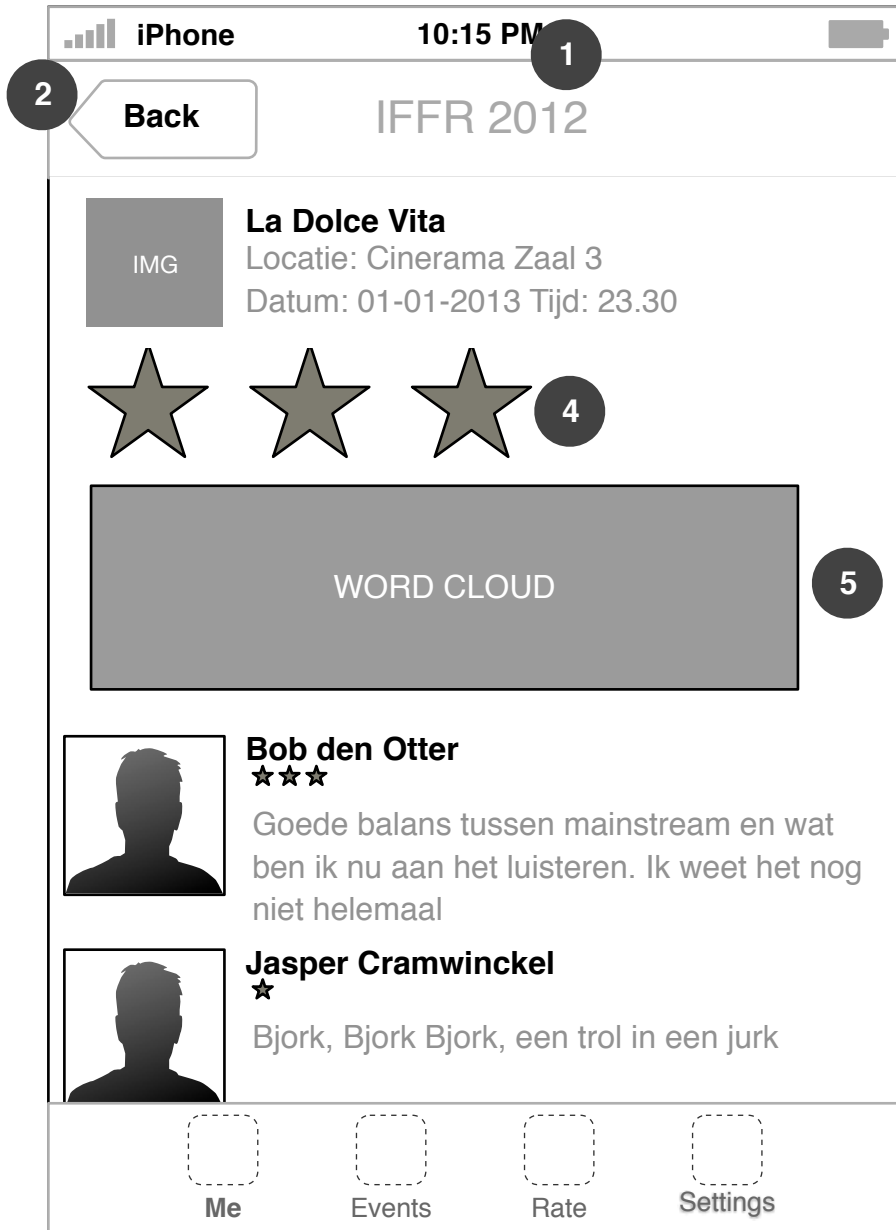 iPhone
10:15 PM
1
2
Back
IFFR 2012
IMG
La Dolce Vita
Locatie: Cinerama Zaal 3
Datum: 01-01-2013 Tijd: 23.30
4
WORD CLOUD
5
Bob den Otter
Goede balans tussen mainstream en wat
ben ik nu aan het luisteren. Ik weet het nog
niet helemaal
Jasper Cramwinckel
Bjork, Bjork Bjork, een trol in een jurk
Me
Events
Rate
Settings